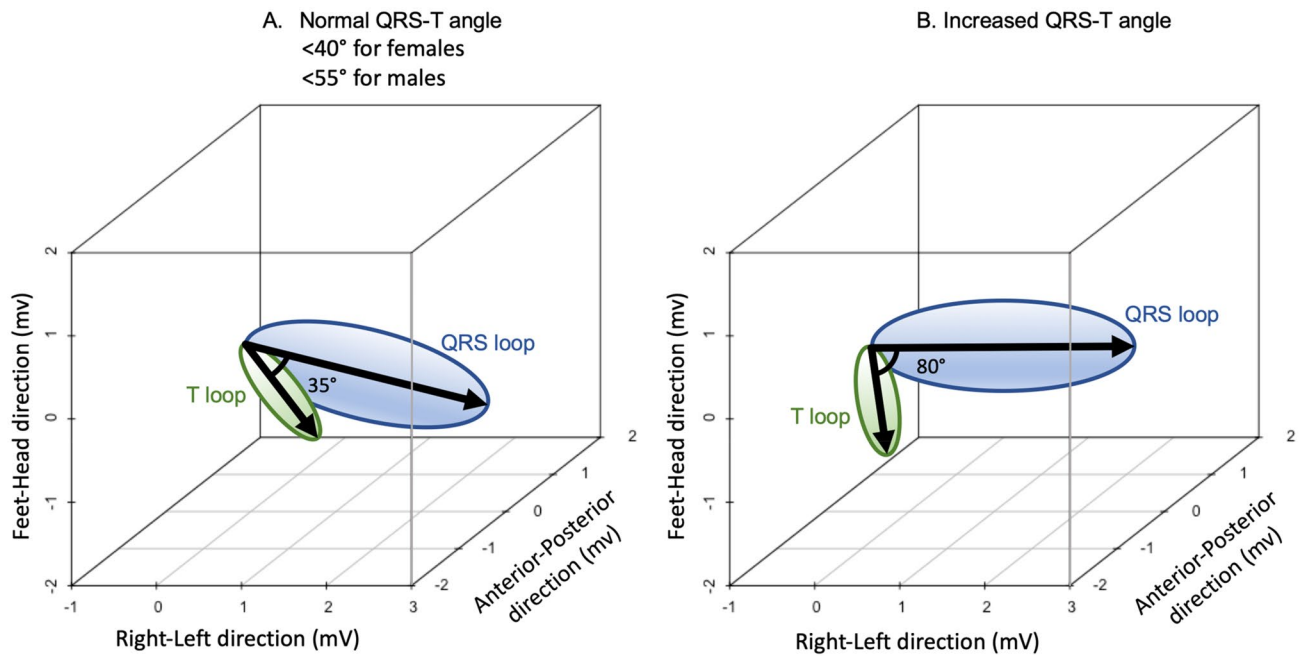 A. Normal QRS-T angle
<40° for females
<55° for males
2
1
0
-1
-2
Feet-Head direction (mv)
QRS loop
T loop
35°
2
1
0
-1
-2
Anterior-Posterior
direction (mv)
-1
0
1
2
3
Right-Left direction (mV)
B. Increased QRS-T angle
2
1
0
-1
-2
Feet-Head direction (mv)
QRS loop
80°
T loop
2
1
0
-1
-2
Anterior-Posterior
direction (mv)
-1
0
1
2
3
Right-Left direction (mV)